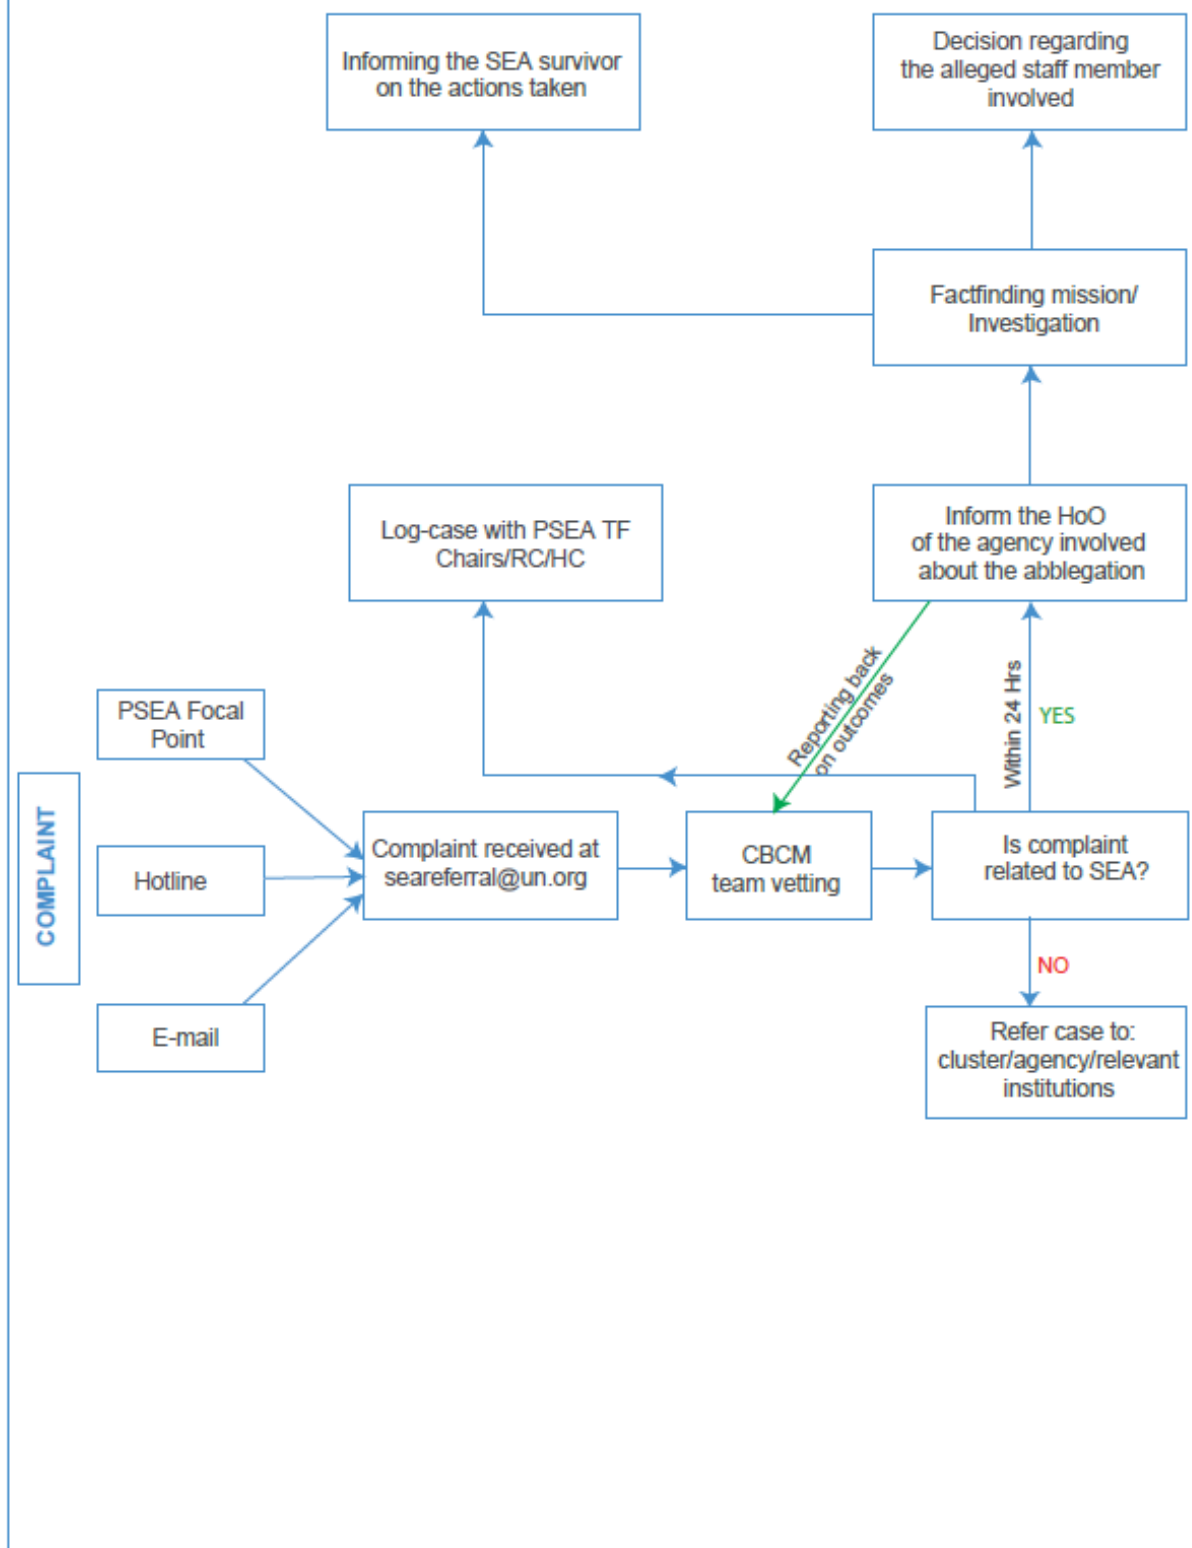 Informing the SEA survivor
on the actions taken
Decision regarding
the alleged staff member
involved
Factfinding mission/
Investigation
Log-case with PSEA TF
Chairs/RC/HC
Inform the HoO
of the agency involved
about the abblegation
Reporting back
on outcomes
Within 24 Hrs
YES
PSEA Focal
Point
COMPLAINT
Hotline
E-mail
Complaint received at
seareferral@un.org
CBCM
team vetting
Is complaint
related to SEA?
NO
Refer case to:
cluster/agency/relevant
institutions